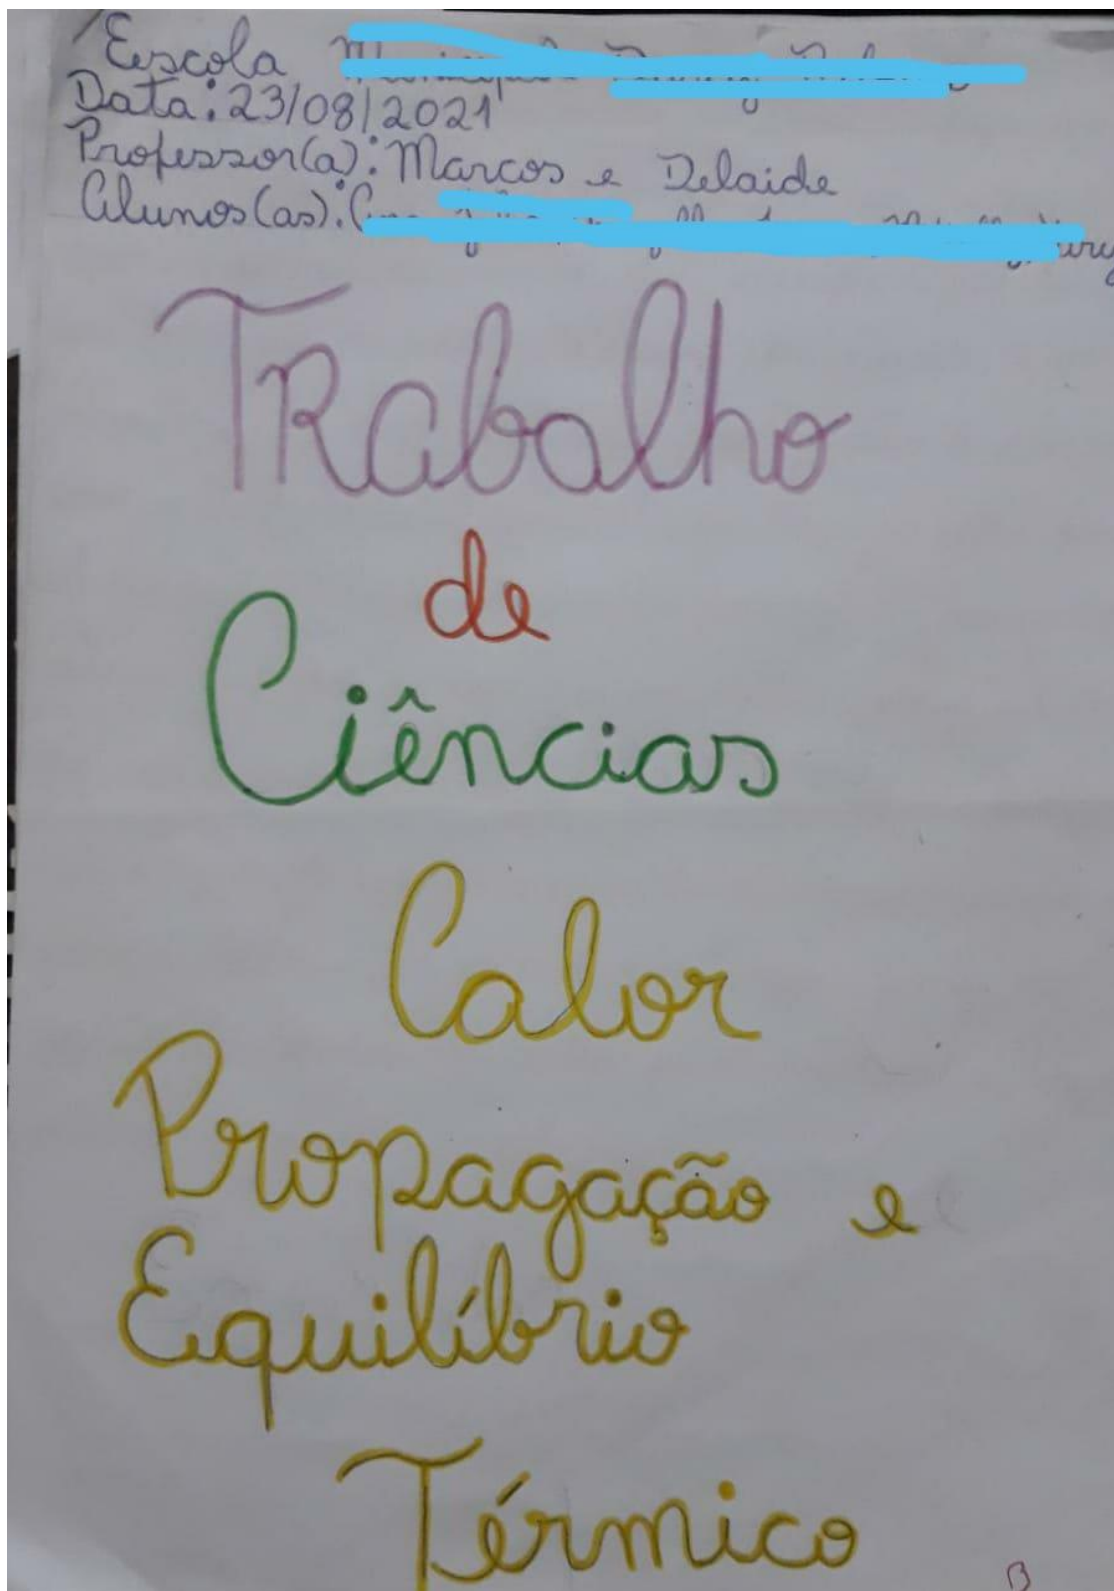 Escola
Data: 23/08/2021
Professor(a): Marcos e Delaide
Alunos(as):
TRabalho
de
Ciências
Calor
Propagação e
Equilíbrio
Térmico